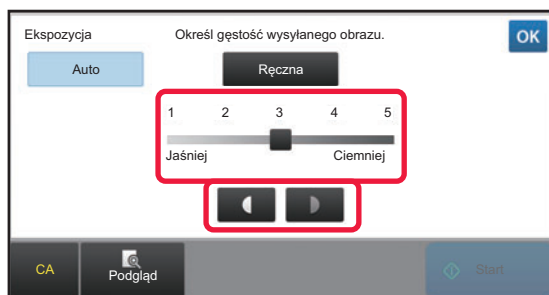 Ekspozycja
Określ gęstość wysyłanego obrazu.
OK
Auto
Ręczna
1 2 3 4 5
Jaśniej
Ciemniej
CA
Podgląd
Start